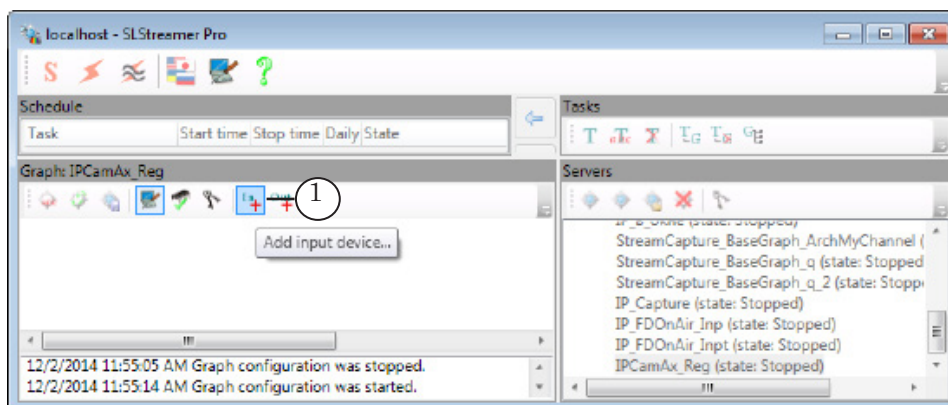 localhost - SLStreamer Pro
Schedule
Task Start time Stop time Daily State
Tasks
Graph: IPCamAx_Reg
1
Add input device...
12/2/2014 11:55:05 AM Graph configuration was stopped.
12/2/2014 11:55:14 AM Graph configuration was started.
Servers
(state: Stopped)
StreamCapture_BaseGraph_ArchMyChannel (
StreamCapture_BaseGraph_q (state: Stopped
StreamCapture_BaseGraph_q_2 (state: Stopp
IP_Capture (state: Stopped)
IP_FDOnAir_Inp (state: Stopped)
IP_FDOnAir_Inpt (state: Stopped)
IPCamAx_Reg (state: Stopped)